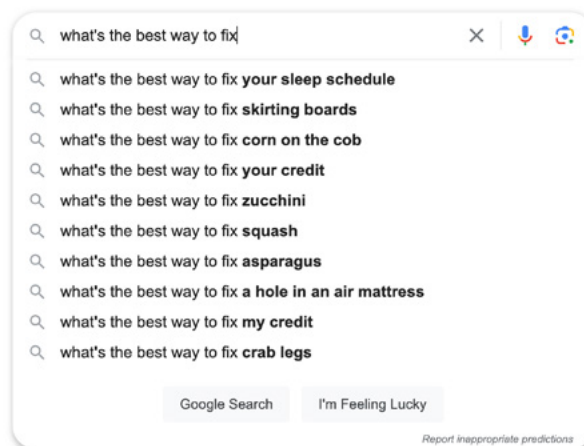 what's the best way to fix
what's the best way to fix your sleep schedule
what's the best way to fix skirting boards
what's the best way to fix corn on the cob
what's the best way to fix your credit
what's the best way to fix zucchini
what's the best way to fix squash
what's the best way to fix asparagus
what's the best way to fix a hole in an air mattress
what's the best way to fix my credit
what's the best way to fix crab legs
Google Search I'm Feeling Lucky
Report inappropriate predictions